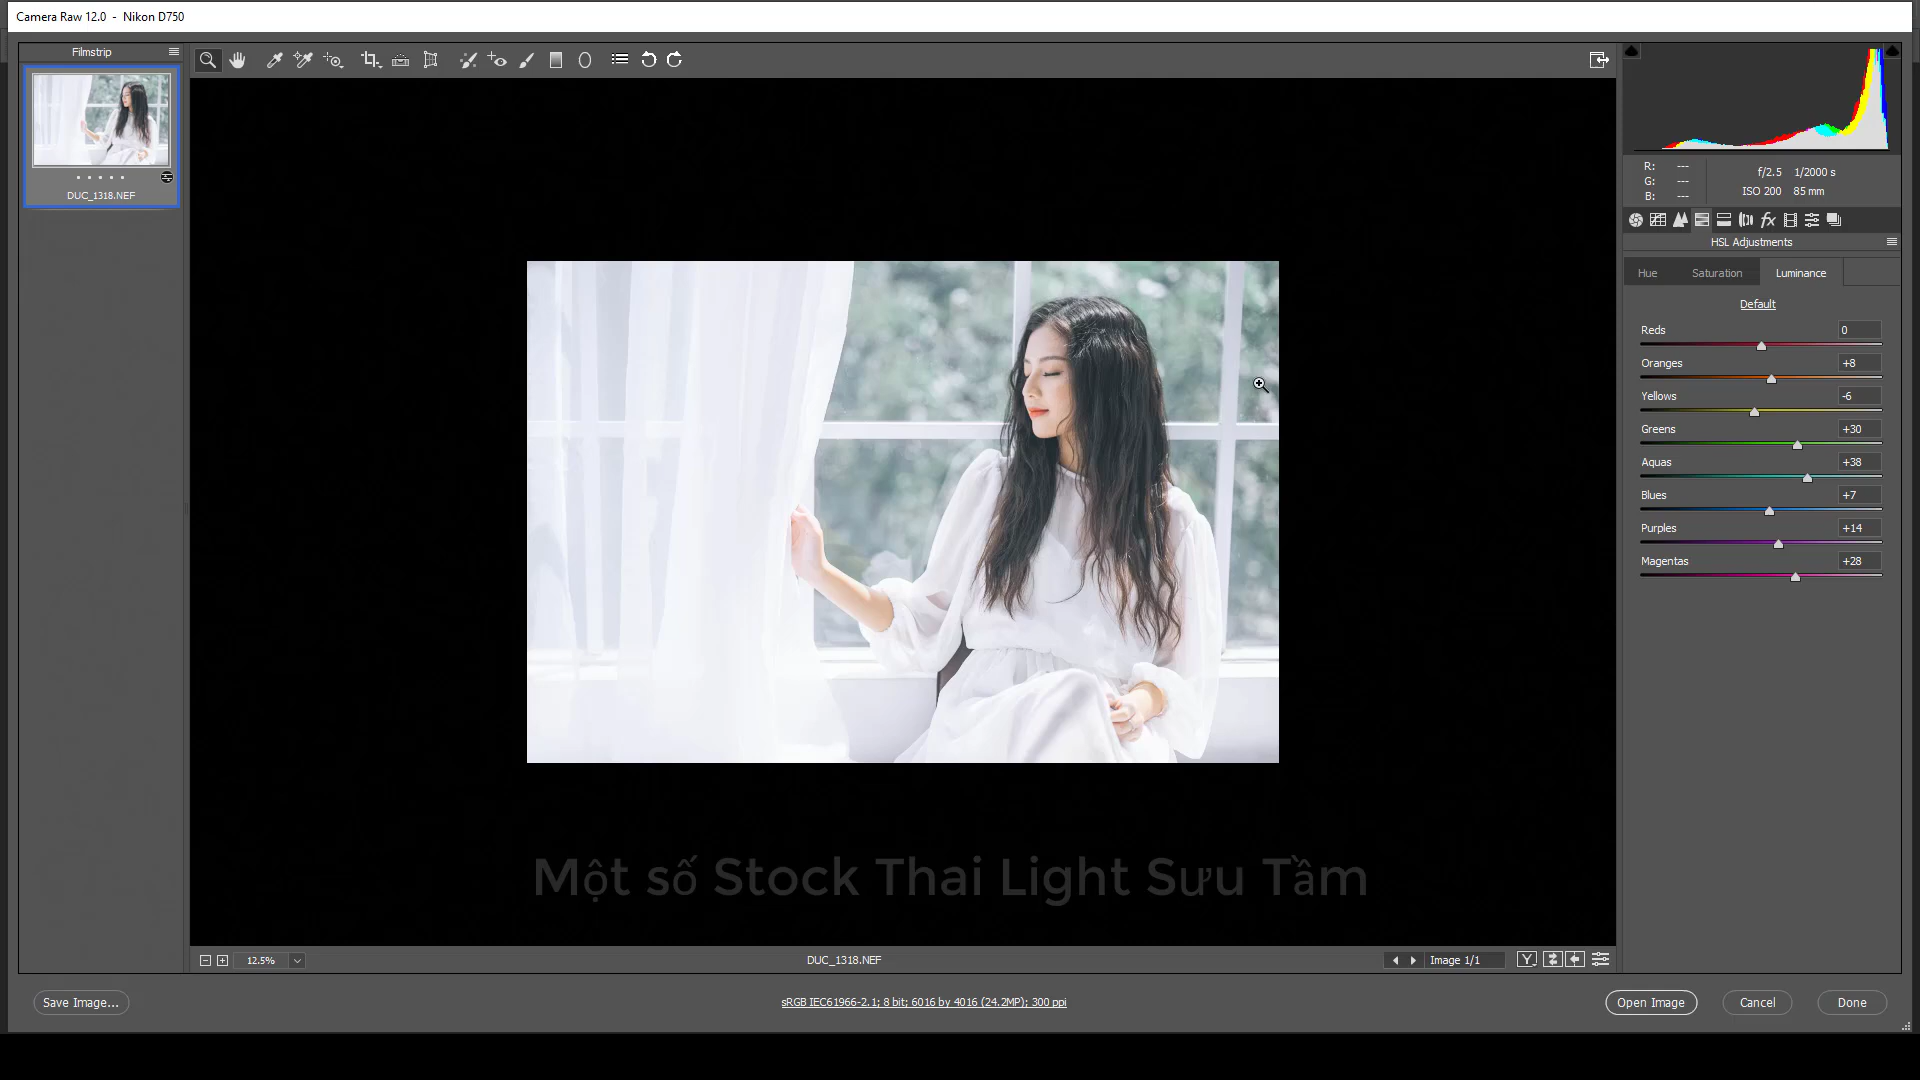 Camera Raw 12.0 - Nikon D750
Filmstrip
DUC_1318.NEF
R: ---
G: ---
B: ---
f/2.5 1/2000 s
ISO 200 85 mm
fx
HSL Adjustments
Hue Saturation Luminance
Default
Reds 0
Oranges +8
Yellows -6
Greens +30
Aquas +38
Blues +7
Purples +14
Magentas +28
Một số Stock Thai Light Sưu Tầm
12.5%
DUC_1318.NEF
Image 1/1
Y
Save Image...
sRGB IEC61966-2.1; 8 bit; 6016 by 4016 (24.2MP); 300 ppi
Open Image
Cancel
Done